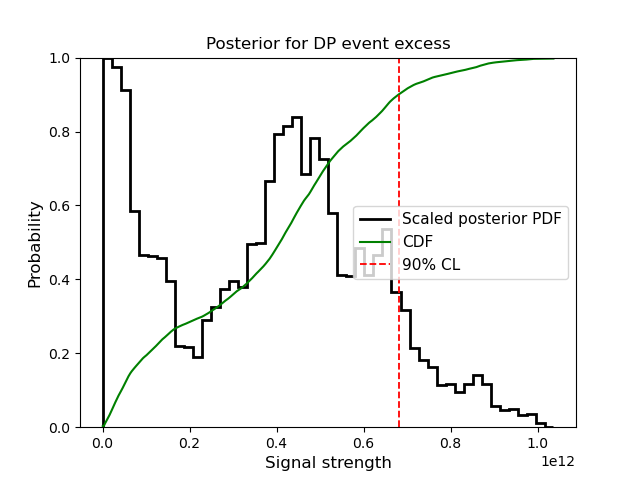 Posterior for DP event excess
Probability
1.0
0.8
0.6
0.4
0.2
0.0
Scaled posterior PDF
CDF
90% CL
0.0 0.2 0.4 0.6 0.8 1.0
1e12
Signal strength